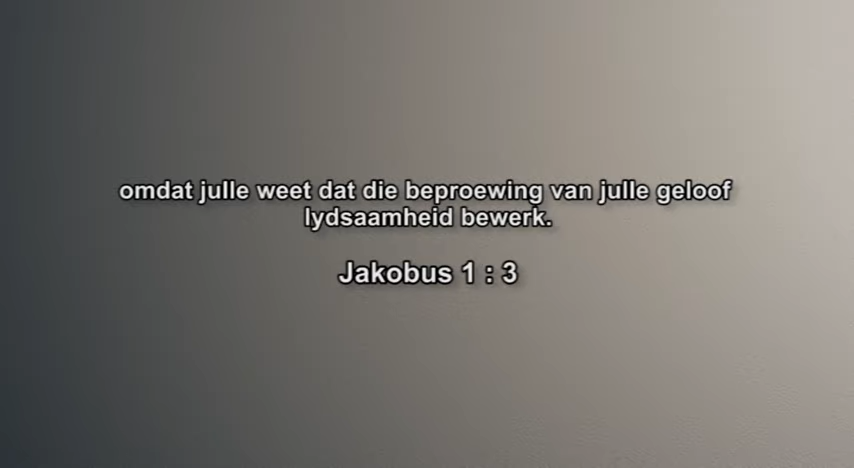 omdat julle weet dat die beproewing van julle geloof
lydsaamheid bewerk.
Jakobus 1 : 3